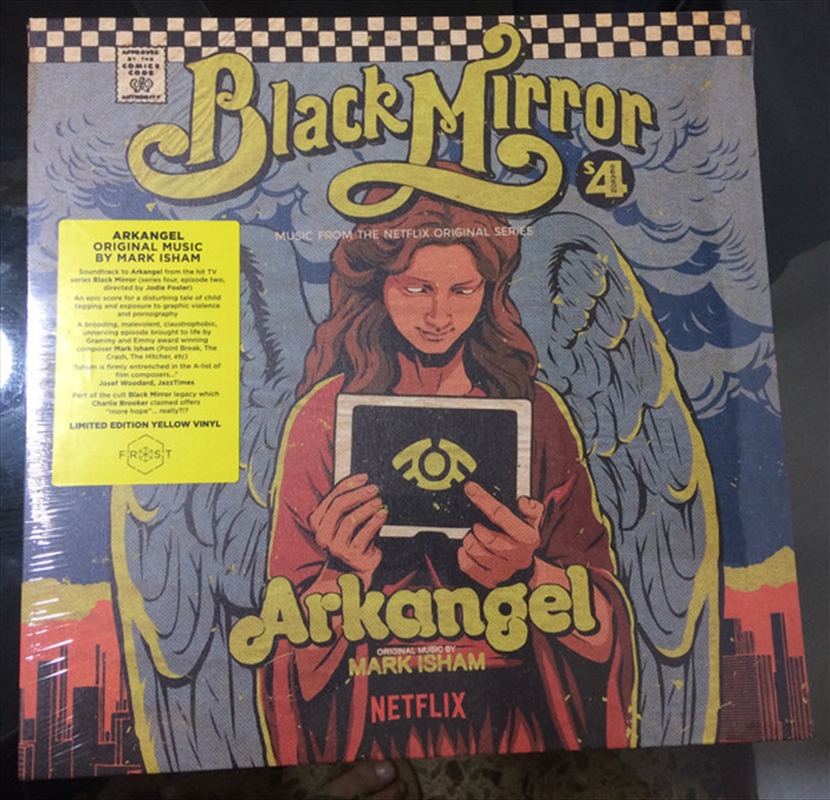 APPROVED
BY THE
COMICS
CODE
AUTHORITY
Black Mirror
S4
MUSIC FROM THE NETFLIX ORIGINAL SERIES
ARKANGEL
ORIGINAL MUSIC
BY MARK ISHAM
Soundtrack to Arkangel from the hit TV
series Black Mirror (series four, episode two,
directed by Jodie Foster)
An epic score for a disturbing tale of child
tagging and exposure to graphic violence
and pornography
A brooding, malevolent, claustrophobic,
unnerving episode brought to life by
Grammy and Emmy award winning
composer Mark Isham (Point Break, The
Crash, The Hitcher, etc)
"Isham is firmly entrenched in the A-list of
film composers..."
Josef Woodard, JazzTimes
Part of the cult Black Mirror legacy which
Charlie Brooker claimed offers
"more hope"... really?!?
LIMITED EDITION YELLOW VINYL
FROST
Arkangel
ORIGINAL MUSIC BY
MARK ISHAM
NETFLIX